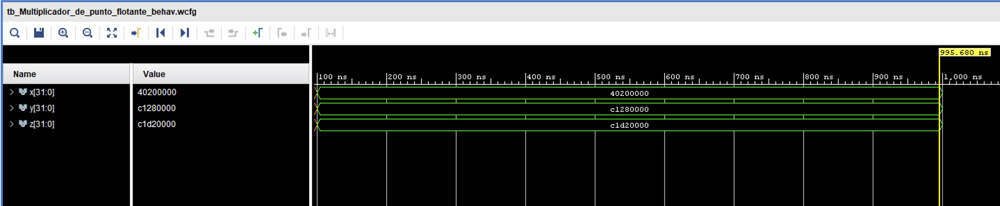 tb_Multiplicador_de_punto_flotante_behav.wcfg
995.680 ns
Name Value
100 ns 200 ns 300 ns 400 ns 500 ns 600 ns 700 ns 800 ns 900 ns 1,000 ns
x[31:0] 40200000 40200000
y[31:0] c1280000 c1280000
z[31:0] c1d20000 c1d20000